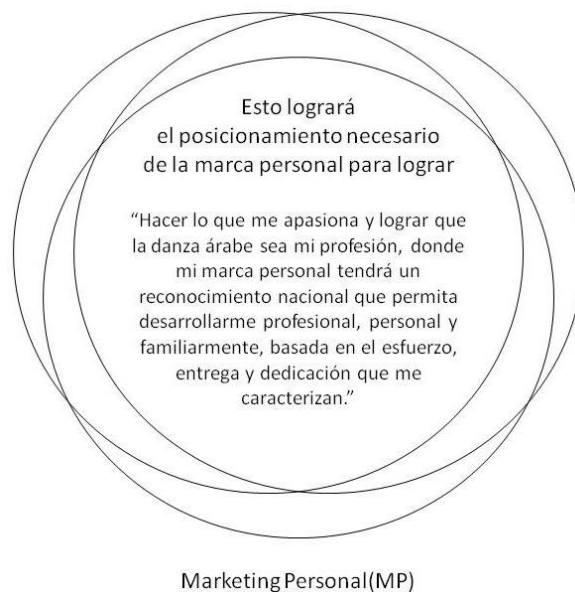 Esto logrará
el posicionamiento necesario
de la marca personal para lograr
“Hacer lo que me apasiona y lograr que
la danza árabe sea mi profesión, donde
mi marca personal tendrá un
reconocimiento nacional que permita
desarrollarme profesional, personal y
familiarmente, basada en el esfuerzo,
entrega y dedicación que me
caracterizan.”
Marketing Personal(MP)